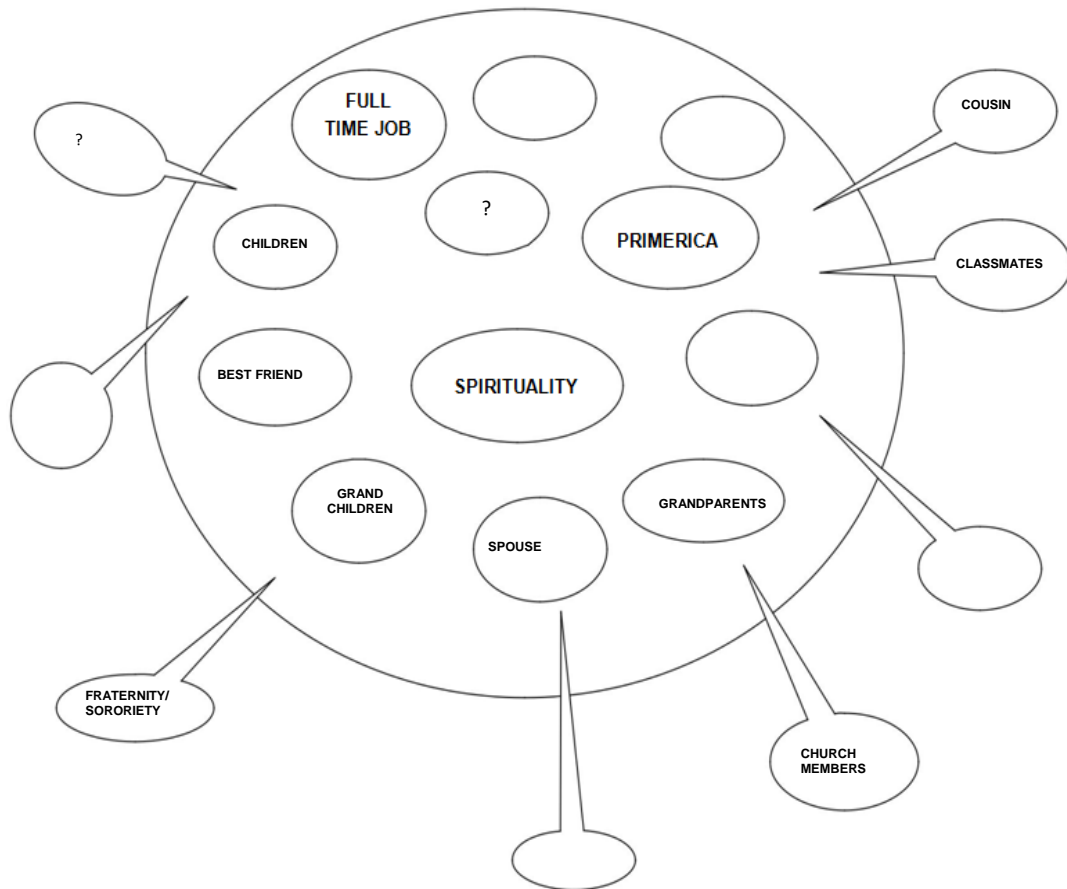 FULL
TIME JOB
COUSIN
?
?
CHILDREN
PRIMERICA
CLASSMATES
BEST FRIEND
SPIRITUALITY
GRAND
CHILDREN
GRANDPARENTS
SPOUSE
FRATERNITY/
SORORIETY
CHURCH
MEMBERS